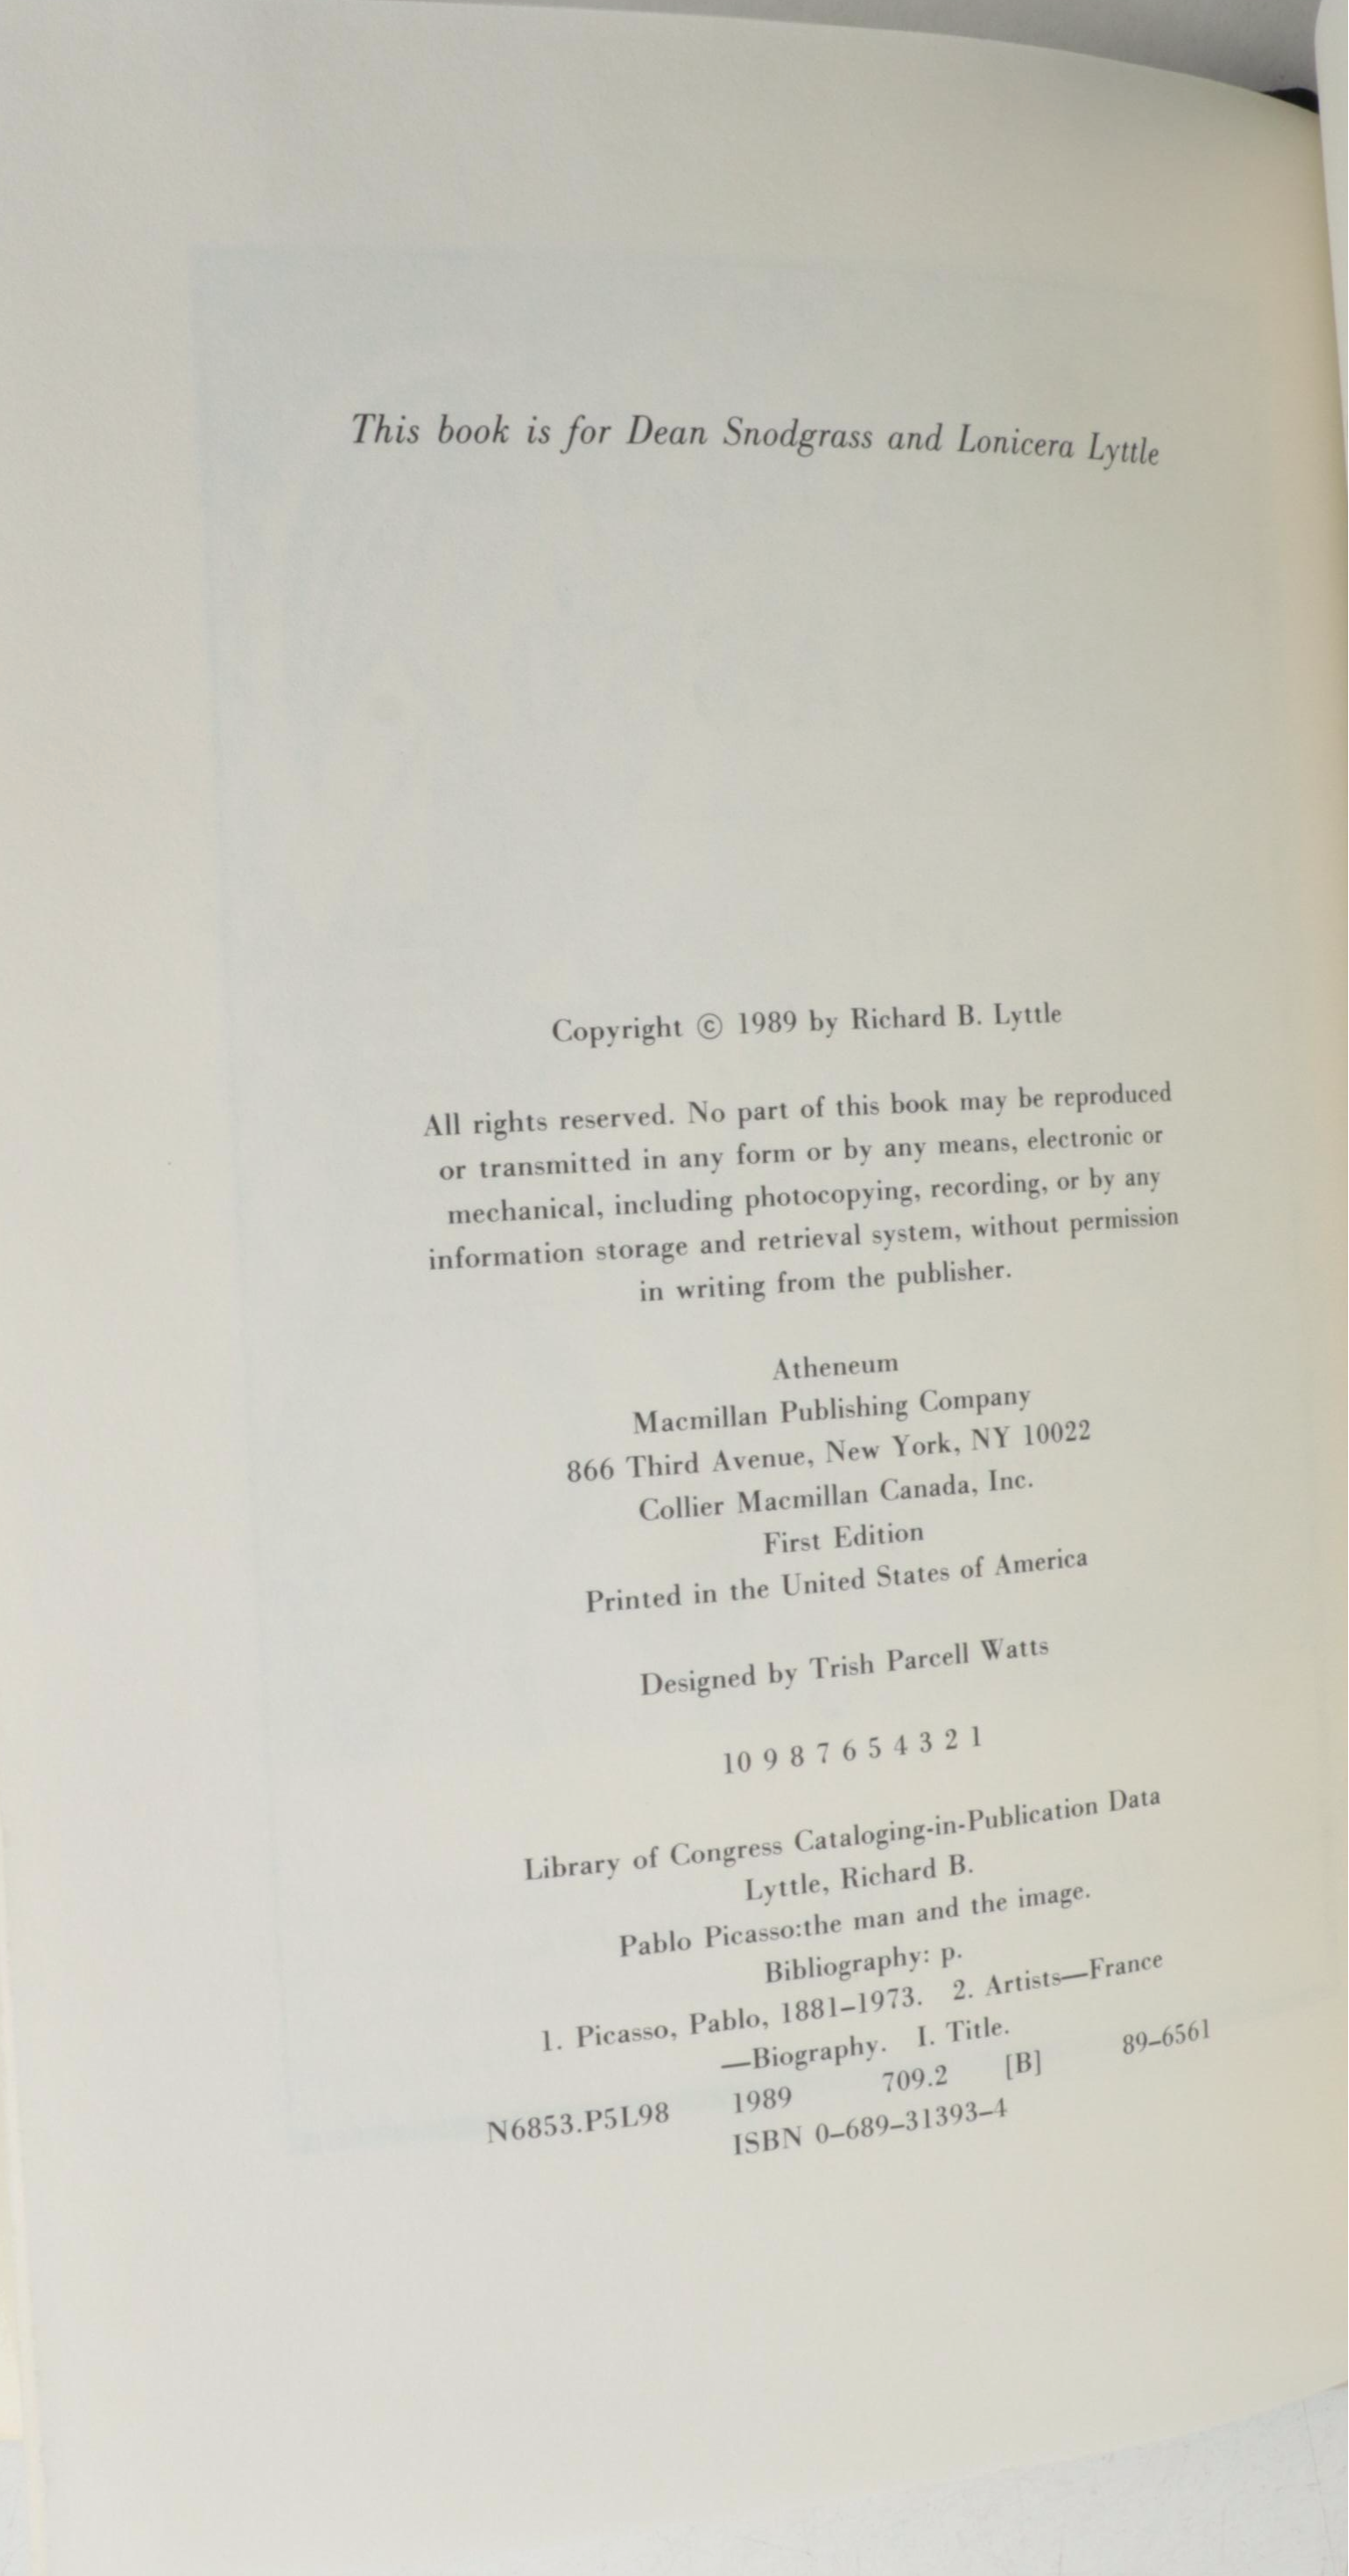 This book is for Dean Snodgrass and Lonicera Lyttle
Copyright © 1989 by Richard B. Lyttle
All rights reserved. No part of this book may be reproduced
or transmitted in any form or by any means, electronic or
mechanical, including photocopying, recording, or by any
information storage and retrieval system, without permission
in writing from the publisher.
Atheneum
Macmillan Publishing Company
866 Third Avenue, New York, NY 10022
Collier Macmillan Canada, Inc.
First Edition
Printed in the United States of America
Designed by Trish Parcell Watts
10 9 8 7 6 5 4 3 2 1
Library of Congress Cataloging-in-Publication Data
Lyttle, Richard B.
Pablo Picasso:the man and the image.
Bibliography: p.
1. Picasso, Pablo, 1881–1973. 2. Artists—France
—Biography. I. Title.
N6853.P5L98 1989 709.2 [B] 89–6561
ISBN 0–689–31393–4